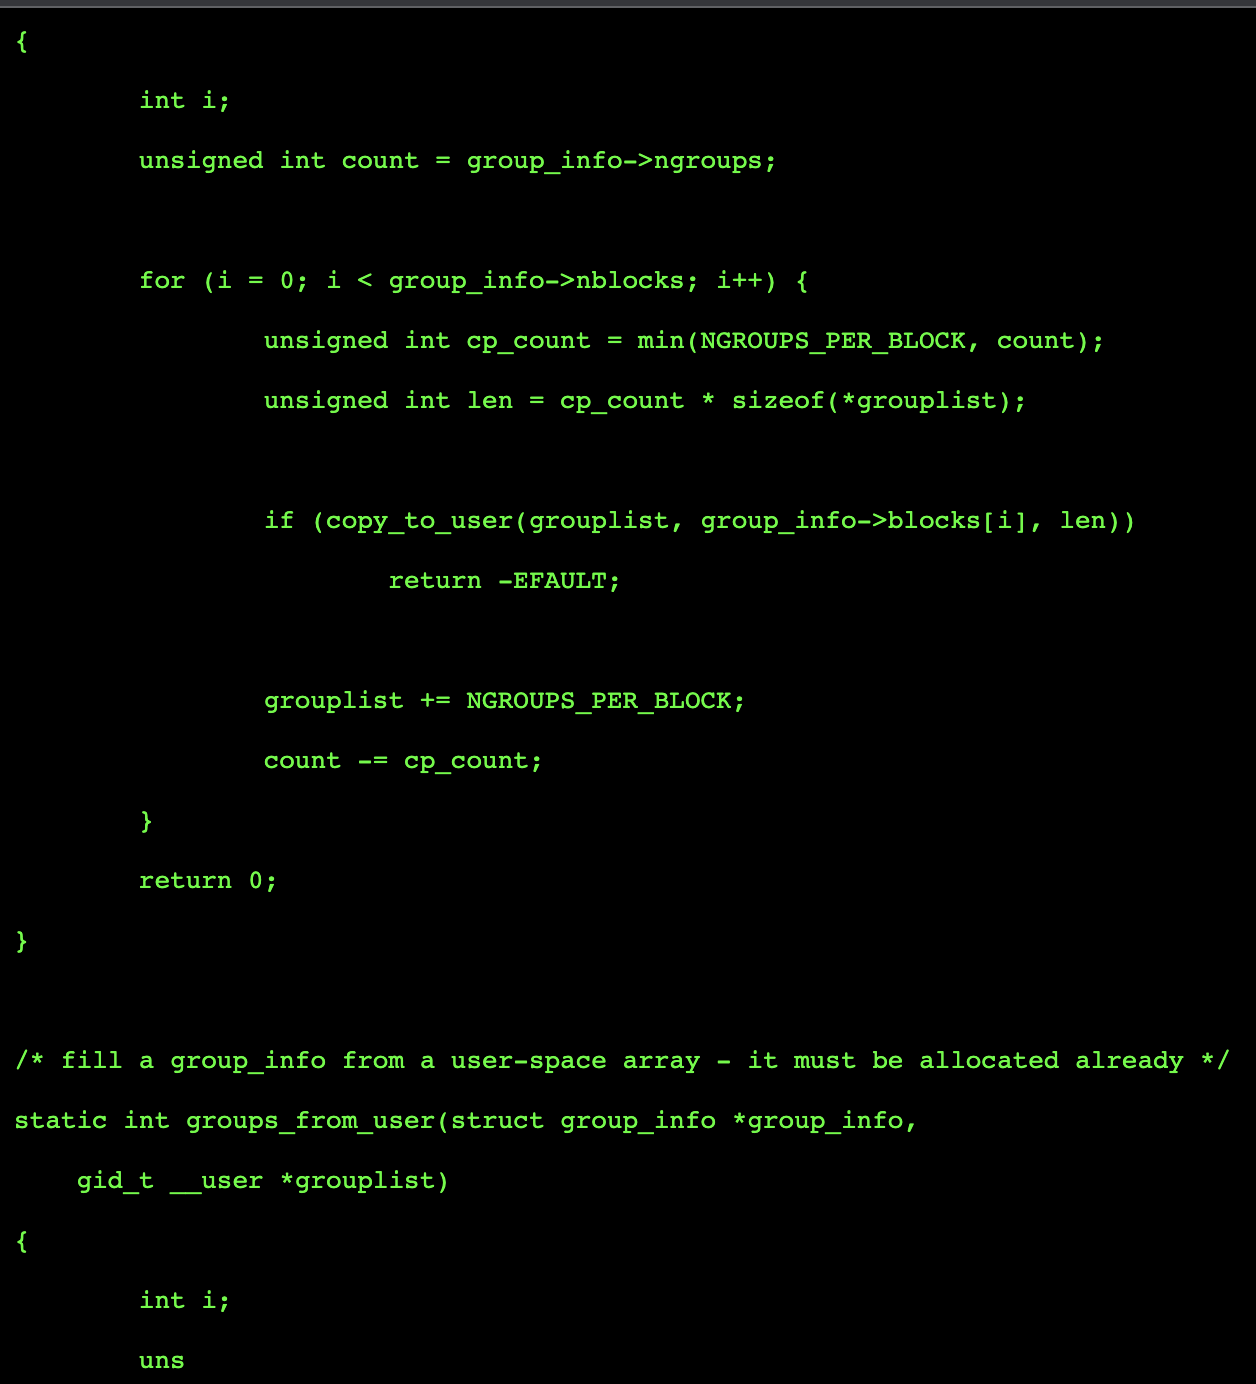 {
int i;
unsigned int count = group_info->ngroups;
for (i = 0; i < group_info->nblocks; i++) {
unsigned int cp_count = min(NGROUPS_PER_BLOCK, count);
unsigned int len = cp_count * sizeof(*grouplist);
if (copy_to_user(grouplist, group_info->blocks[i], len))
return -EFAULT;
grouplist += NGROUPS_PER_BLOCK;
count -= cp_count;
}
return 0;
}
/* fill a group_info from a user-space array - it must be allocated already */
static int groups_from_user(struct group_info *group_info,
gid_t __user *grouplist)
{
int i;
uns